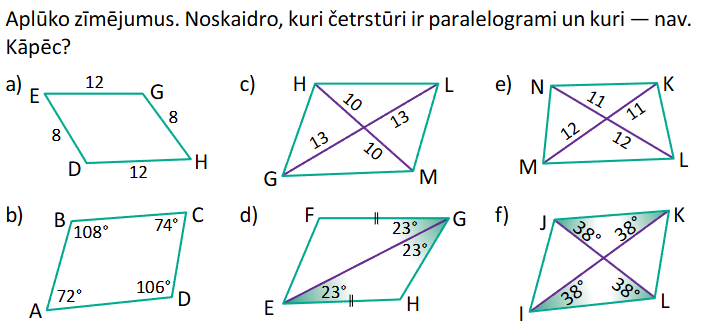 Aplūko zīmējumus. Noskaidro, kuri četrstūri ir paralelogrami un kuri — nav.
Kāpēc?
a) E 12 G 8 8 D 12 H
c) H L 10 13 13 10 G M
e) N K 11 11 12 12 M L
b) B C 108° 74° 72° 106° A D
d) F G 23° 23° 23° E H
f) J K 38° 38° 38° 38° I L